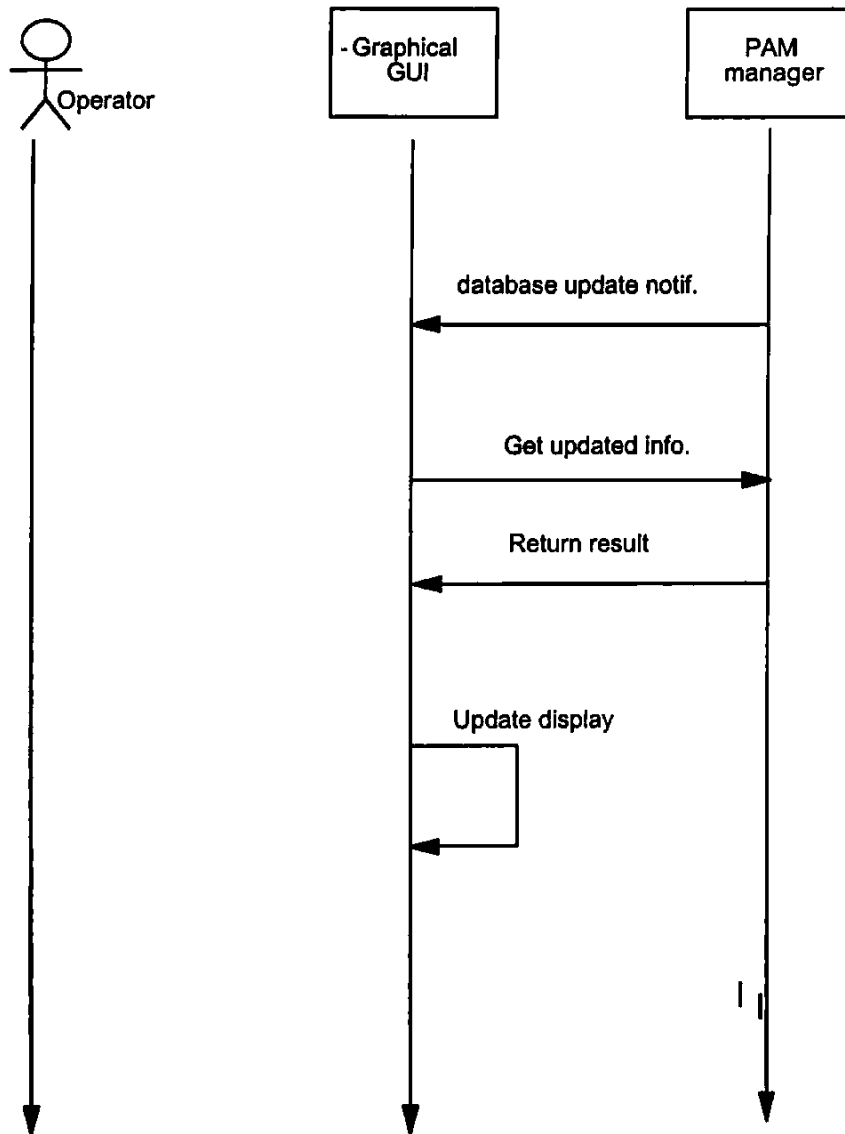 - Graphical
GUI
PAM
manager
Operator
database update notif.
Get updated info.
Return result
Update display